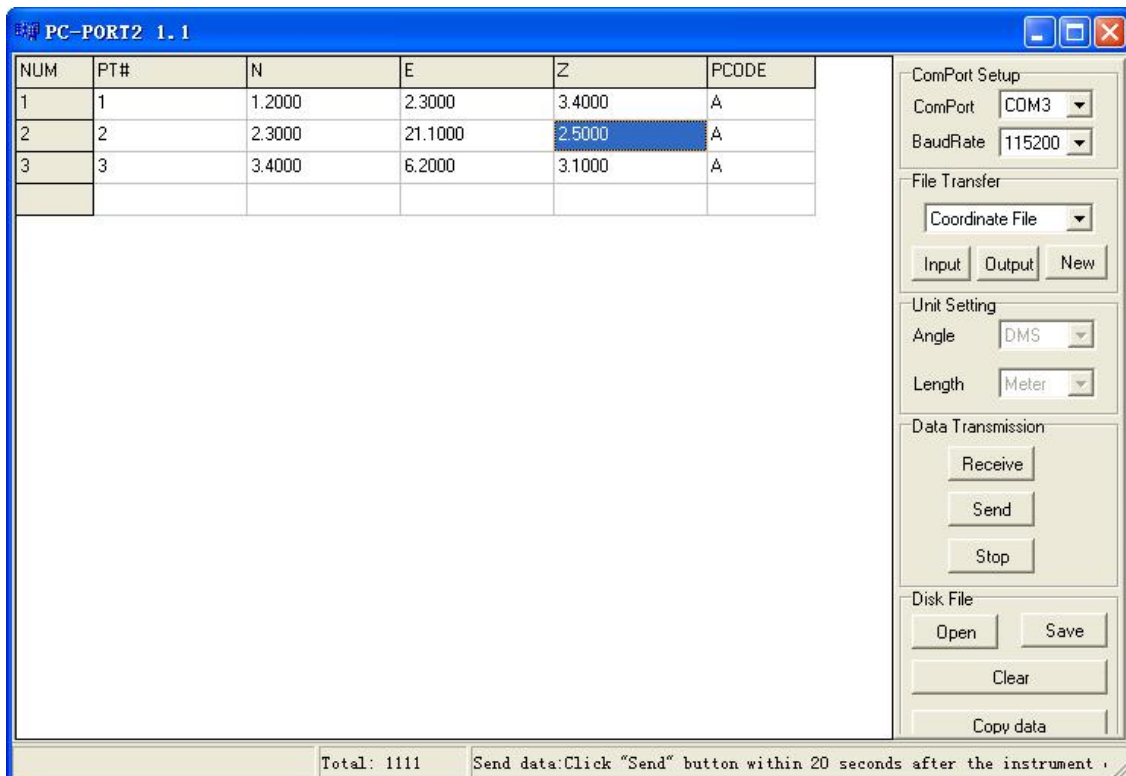 PC-PORT2 1.1
NUM PT# N E Z PCODE
1 1 1.2000 2.3000 3.4000 A
2 2 2.3000 21.1000 2.5000 A
3 3 3.4000 6.2000 3.1000 A
ComPort Setup
ComPort COM3
BaudRate 115200
File Transfer
Coordinate File
Input Output New
Unit Setting
Angle DMS
Length Meter
Data Transmission
Receive
Send
Stop
Disk File
Open Save
Clear
Copy data
Total: 1111 Send data:Click "Send" button within 20 seconds after the instrument